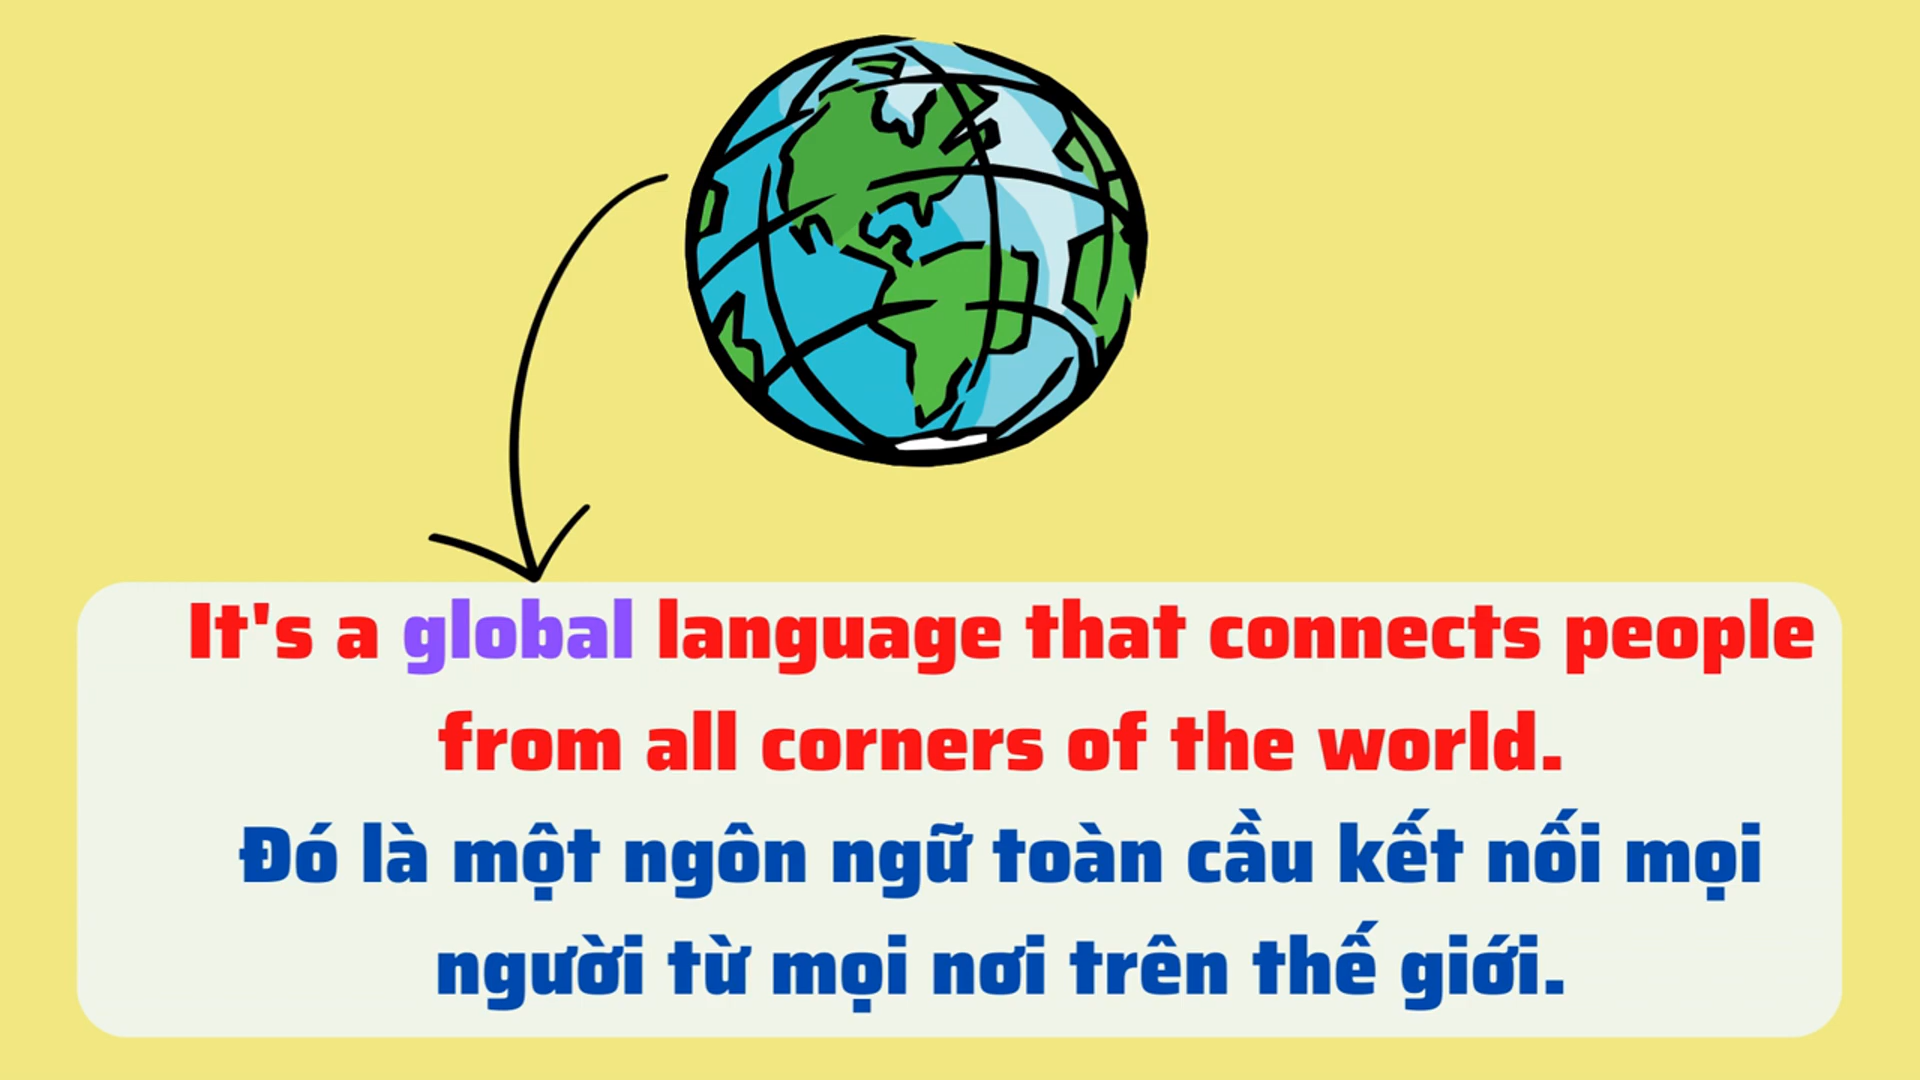 It's a global language that connects people
from all corners of the world.
Đó là một ngôn ngữ toàn cầu kết nối mọi
người từ mọi nơi trên thế giới.